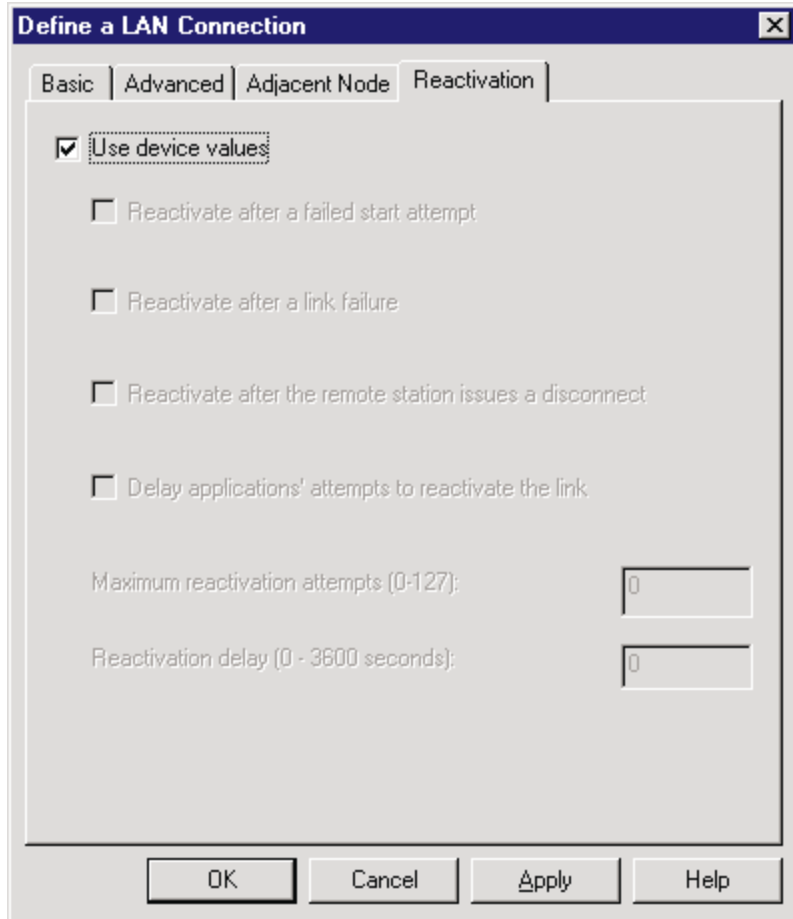 Define a LAN Connection
Basic Advanced Adjacent Node Reactivation
Use device values
Reactivate after a failed start attempt
Reactivate after a link failure
Reactivate after the remote station issues a disconnect
Delay applications' attempts to reactivate the link
Maximum reactivation attempts (0-127): 0
Reactivation delay (0 - 3600 seconds): 0
OK Cancel Apply Help